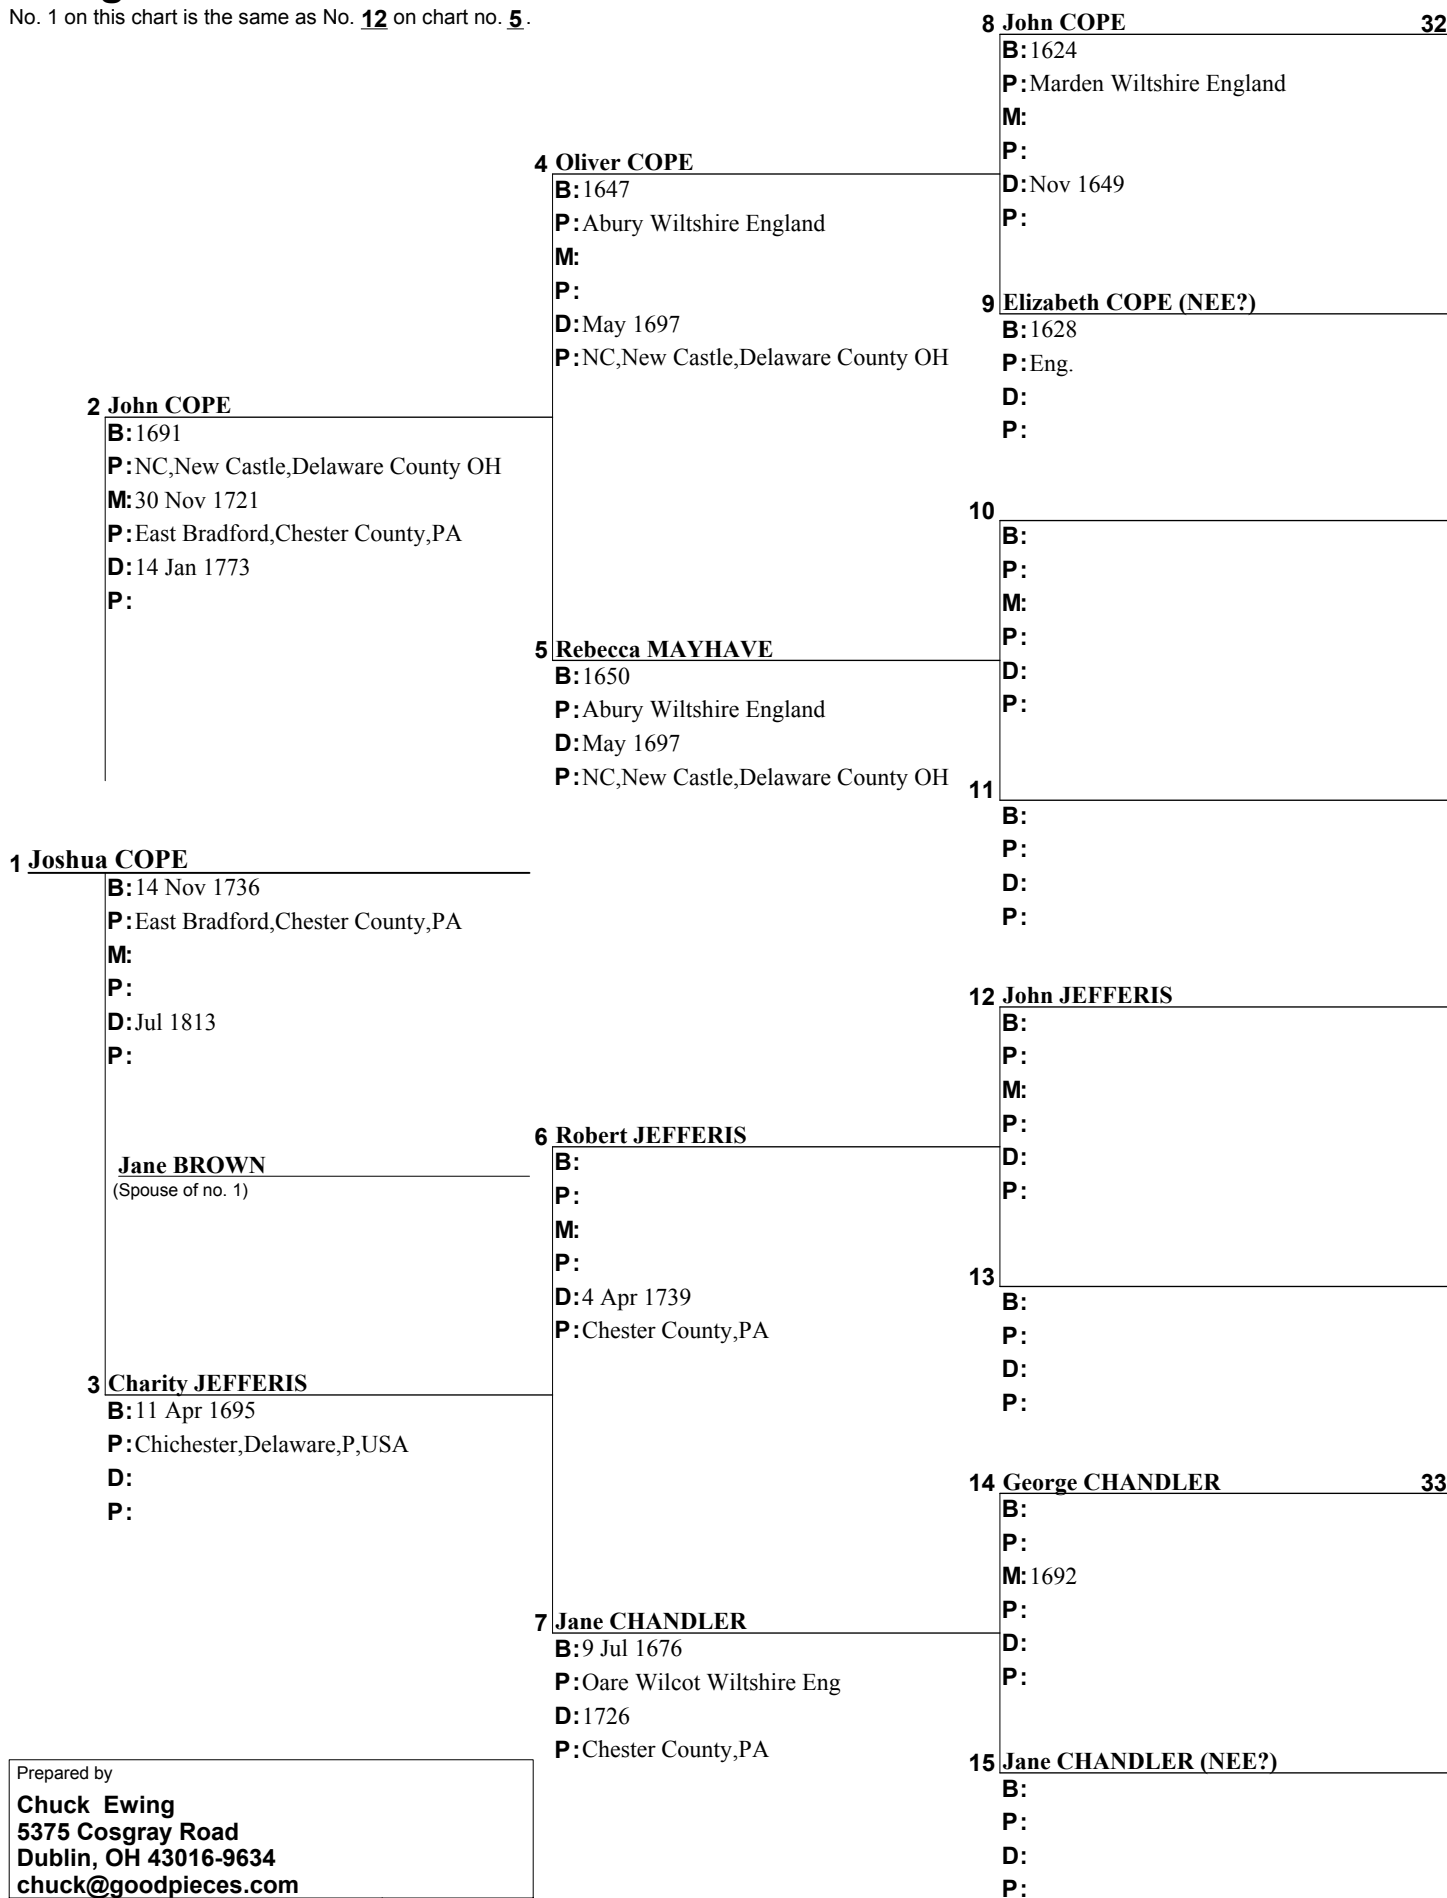 No. 1 on this chart is the same as No. 12 on chart no. 5.
8 John COPE 32
B:1624
P:Marden Wiltshire England
M:
P:
D:Nov 1649
P:
4 Oliver COPE
B:1647
P:Abury Wiltshire England
M:
P:
D:May 1697
P:NC,New Castle,Delaware County OH
9 Elizabeth COPE (NEE?)
B:1628
P:Eng.
D:
P:
2 John COPE
B:1691
P:NC,New Castle,Delaware County OH
M:30 Nov 1721
P:East Bradford,Chester County,PA
D:14 Jan 1773
P:
10
B:
P:
M:
P:
D:
P:
5 Rebecca MAYHAVE
B:1650
P:Abury Wiltshire England
D:May 1697
P:NC,New Castle,Delaware County OH
11
B:
P:
D:
P:
1 Joshua COPE
B:14 Nov 1736
P:East Bradford,Chester County,PA
M:
P:
D:Jul 1813
P:
Jane BROWN
(Spouse of no. 1)
12 John JEFFERIS
B:
P:
M:
P:
D:
P:
6 Robert JEFFERIS
B:
P:
M:
P:
D:4 Apr 1739
P:Chester County,PA
13
B:
P:
D:
P:
3 Charity JEFFERIS
B:11 Apr 1695
P:Chichester,Delaware,P,USA
D:
P:
14 George CHANDLER 33
B:
P:
M:1692
P:
D:
P:
7 Jane CHANDLER
B:9 Jul 1676
P:Oare Wilcot Wiltshire Eng
D:1726
P:Chester County,PA
15 Jane CHANDLER (NEE?)
B:
P:
D:
P:
Prepared by
Chuck Ewing
5375 Cosgray Road
Dublin, OH 43016-9634
chuck@goodpieces.com